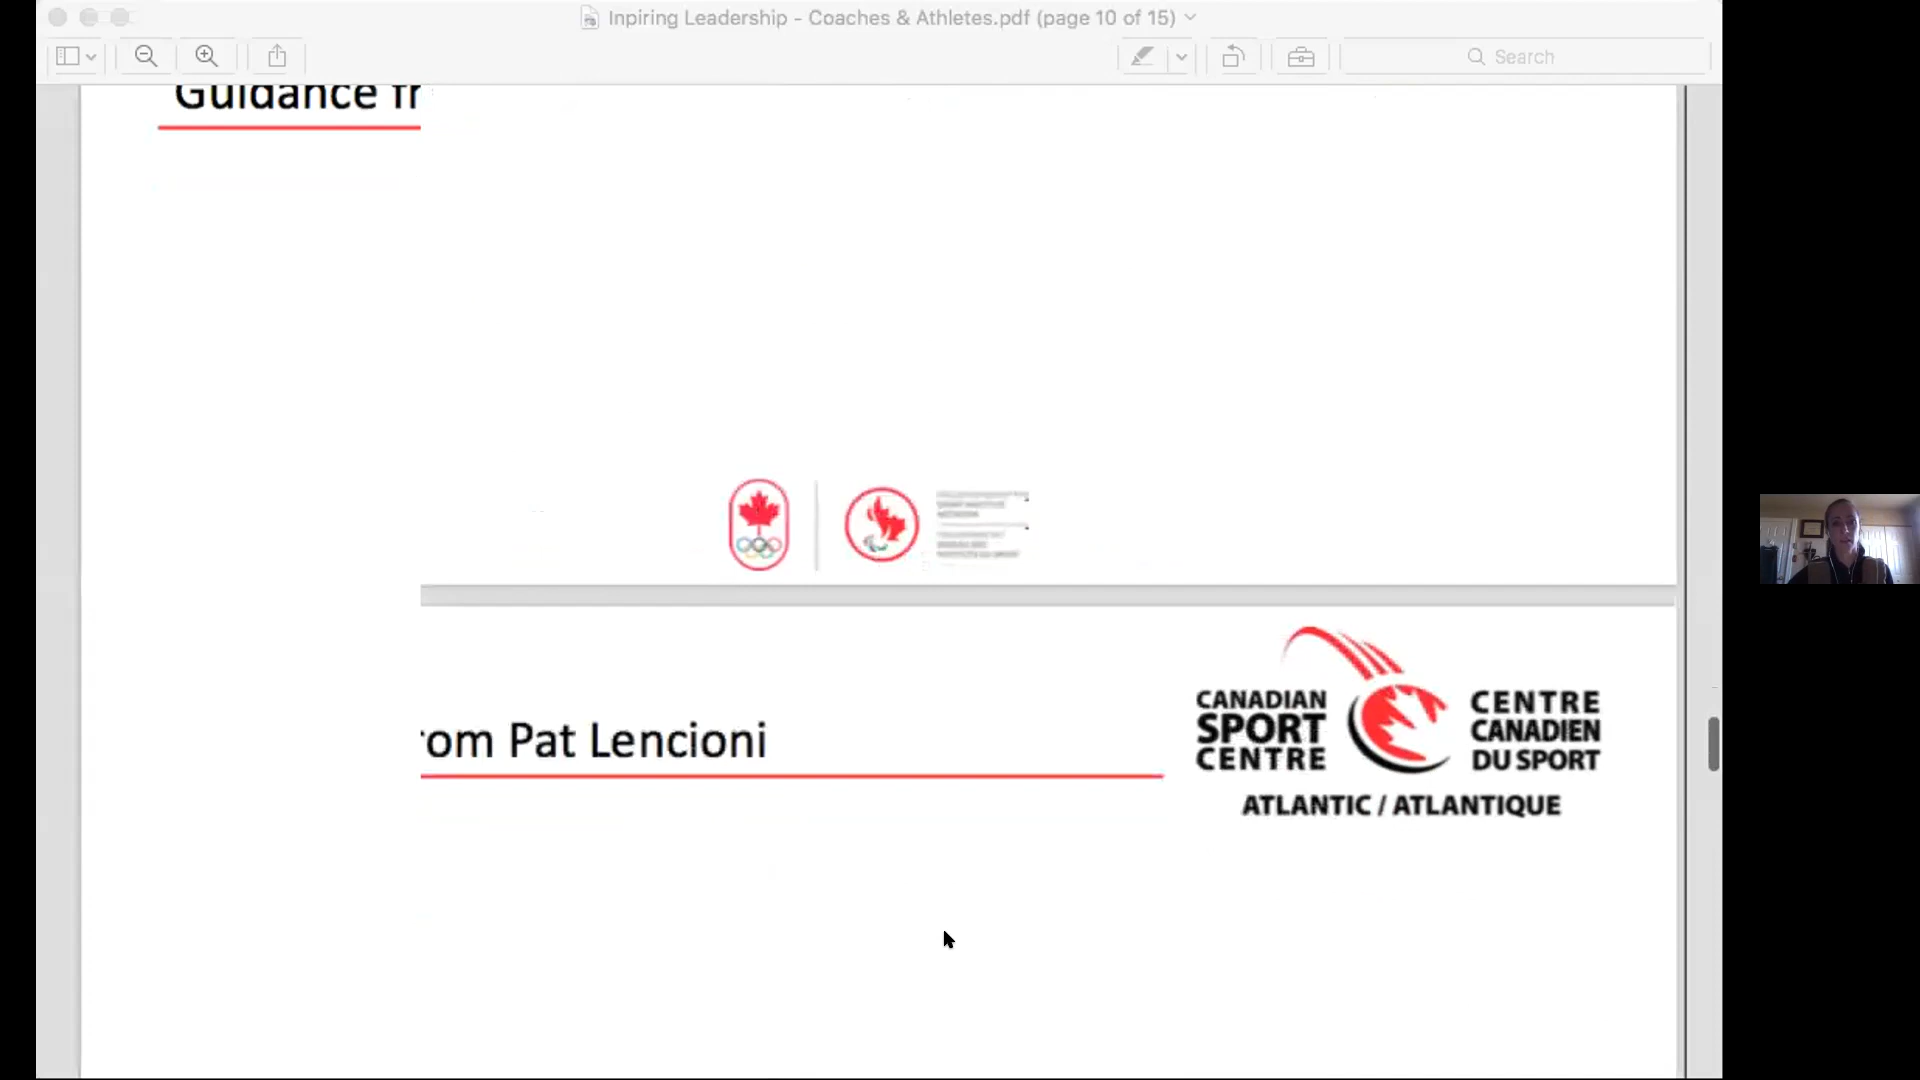 Inpiring Leadership - Coaches & Athletes.pdf (page 10 of 15)
Search
Guidance fr
rom Pat Lencioni
CANADIAN
SPORT
CENTRE
CENTRE
CANADIEN
DU SPORT
ATLANTIC / ATLANTIQUE